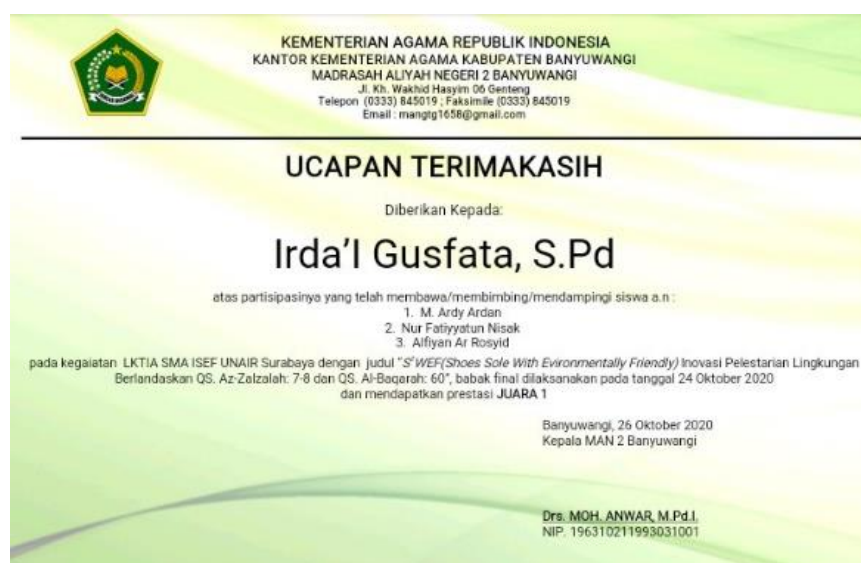 KEMENTERIAN AGAMA REPUBLIK INDONESIA
KANTOR KEMENTERIAN AGAMA KABUPATEN BANYUWANGI
MADRASAH ALIYAH NEGERI 2 BANYUWANGI
Jl. Kh. Wakhid Hasyim 06 Genteng
Telepon (0333) 845019 ; Faksimile (0333) 845019
Email : mangtg1658@gmail.com
UCAPAN TERIMAKASIH
Diberikan Kepada:
Irda'I Gusfata, S.Pd
atas partisipasinya yang telah membawa/membimbing/mendampingi siswa a.n :
1. M. Ardy Ardan
2. Nur Fatiyyatun Nisak
3. Alfiyan Ar Rosyid
pada kegaiatan LKTIA SMA ISEF UNAIR Surabaya dengan judul "S'WEF(Shoes Sole With Evironmentally Friendly) Inovasi Pelestarian Lingkungan
Berlandaskan QS. Az-Zalzalah: 7-8 dan QS. Al-Baqarah: 60", babak final dilaksanakan pada tanggal 24 Oktober 2020
dan mendapatkan prestasi JUARA 1
Banyuwangi, 26 Oktober 2020
Kepala MAN 2 Banyuwangi
Drs. MOH. ANWAR, M.Pd.I.
NIP. 196310211993031001